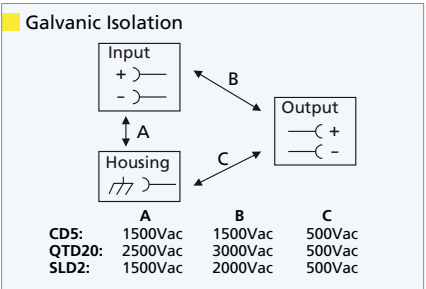 Galvanic Isolation
Input
+
-
B
Output
+
-
A
Housing
C
A B C
CD5: 1500Vac 1500Vac 500Vac
QTD20: 2500Vac 3000Vac 500Vac
SLD2: 1500Vac 2000Vac 500Vac